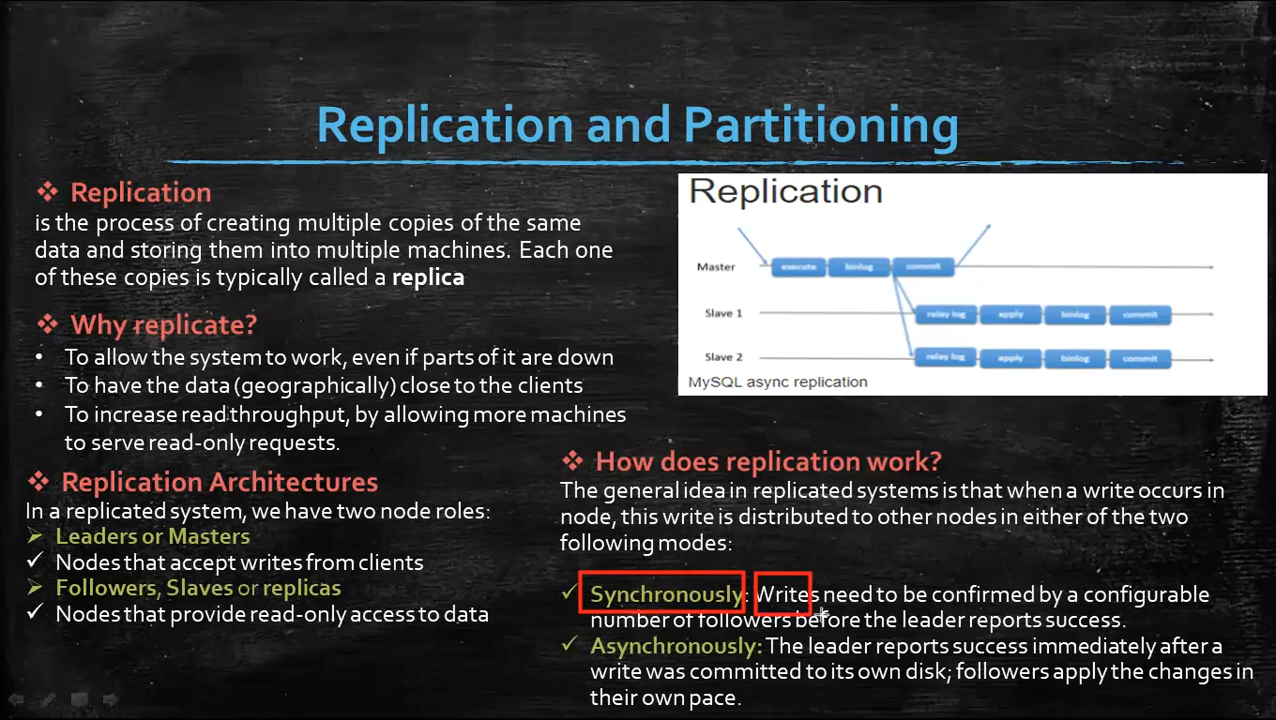 Replication and Partitioning
❖ Replication
is the process of creating multiple copies of the same
data and storing them into multiple machines. Each one
of these copies is typically called a replica
❖ Why replicate?
• To allow the system to work, even if parts of it are down
• To have the data (geographically) close to the clients
• To increase read throughput, by allowing more machines
to serve read-only requests.
❖ Replication Architectures
In a replicated system, we have two node roles:
➢ Leaders or Masters
✓ Nodes that accept writes from clients
➢ Followers, Slaves or replicas
✓ Nodes that provide read-only access to data
Replication
Master execute binlog commit
Slave 1 relay log apply binlog commit
Slave 2 relay log apply binlog commit
MySQL async replication
❖ How does replication work?
The general idea in replicated systems is that when a write occurs in
node, this write is distributed to other nodes in either of the two
following modes:
✓ Synchronously: Writes need to be confirmed by a configurable
number of followers before the leader reports success.
✓ Asynchronously: The leader reports success immediately after a
write was committed to its own disk; followers apply the changes in
their own pace.